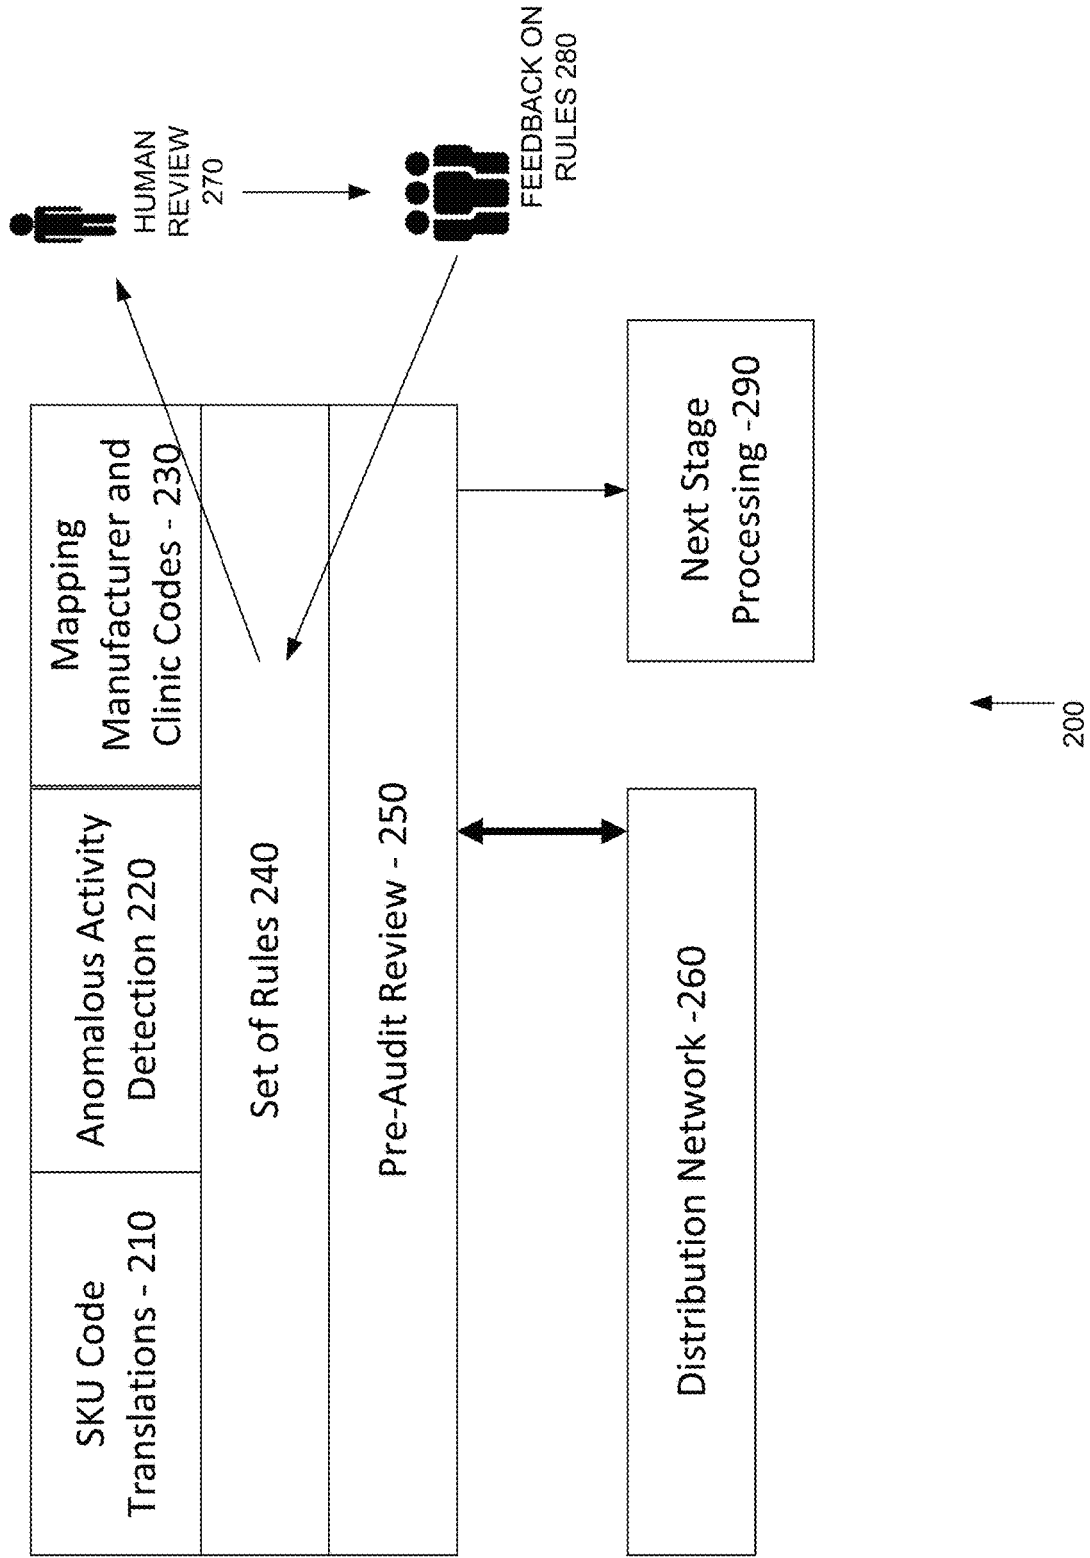 SKU Code
Translations - 210
Anomalous Activity
Detection 220
Mapping
Manufacturer and
Clinic Codes - 230
Set of Rules 240
Pre-Audit Review - 250
HUMAN
REVIEW
270
FEEDBACK ON
RULES 280
Distribution Network -260
Next Stage
Processing -290
200